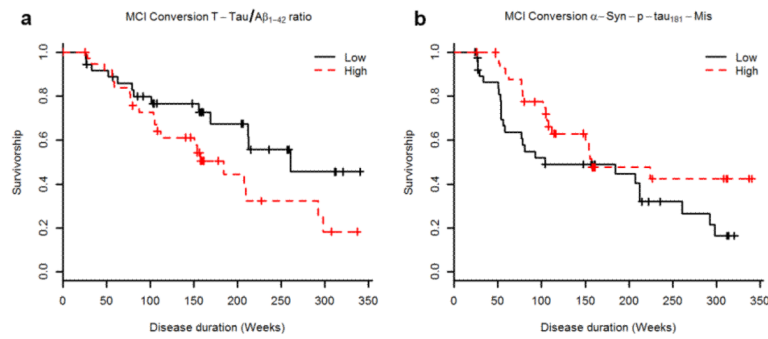 a
MCI Conversion T – Tau/Aβ₁₋₄₂ ratio
Survivorship
1.0
0.8
0.6
0.4
0.2
0.0
Low
High
0 50 100 150 200 250 300 350
Disease duration (Weeks)
b
MCI Conversion α– Syn – p – tau₁₈₁ – Mis
Survivorship
1.0
0.8
0.6
0.4
0.2
0.0
Low
High
0 50 100 150 200 250 300 350
Disease duration (Weeks)